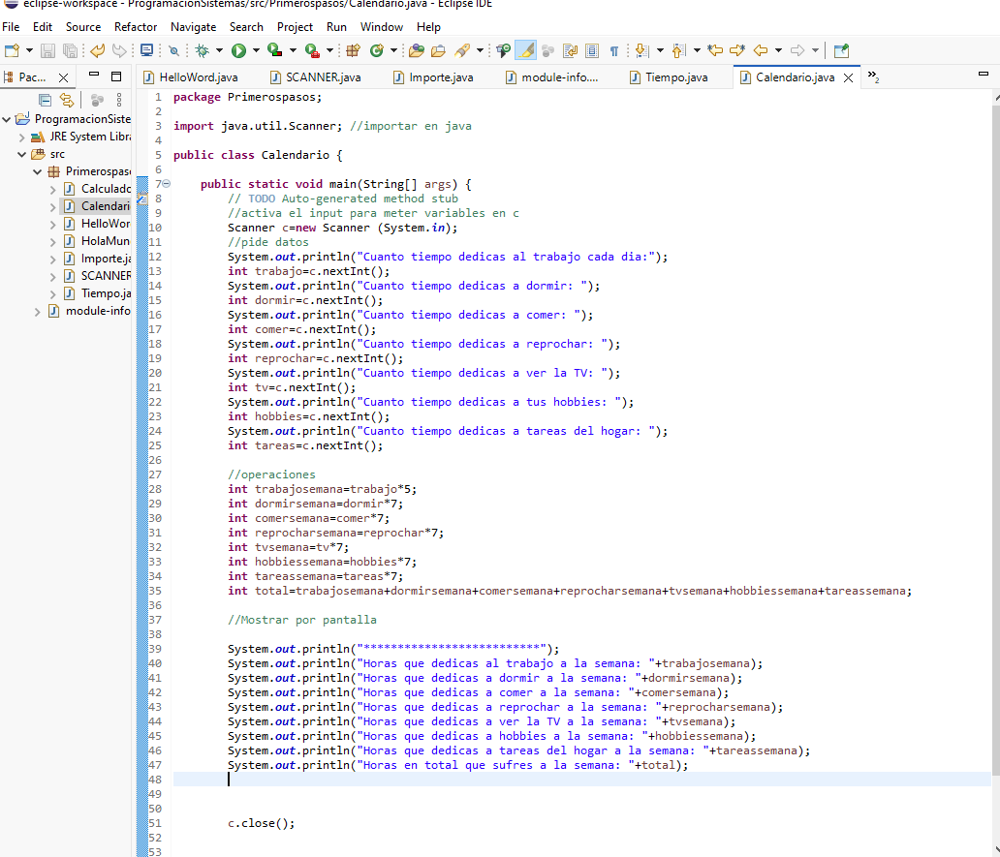 eclipse-workspace - ProgramacionSistemas/src/Primerospasos/Calendario.java - Eclipse IDE
File Edit Source Refactor Navigate Search Project Run Window Help
Pac...
HelloWord.java SCANNER.java Importe.java module-info.... Tiempo.java Calendario.java 2
ProgramacionSiste
JRE System Libra
src
Primerospas
Calculado
Calendari
HelloWor
HolaMun
Importe.ja
SCANNER
Tiempo.ja
module-info
1 package Primerospasos;
2
3 import java.util.Scanner; //importar en java
4
5 public class Calendario {
6
7 public static void main(String[] args) {
8 // TODO Auto-generated method stub
9 //activa el input para meter variables en c
10 Scanner c=new Scanner (System.in);
11 //pide datos
12 System.out.println("Cuanto tiempo dedicas al trabajo cada dia:");
13 int trabajo=c.nextInt();
14 System.out.println("Cuanto tiempo dedicas a dormir: ");
15 int dormir=c.nextInt();
16 System.out.println("Cuanto tiempo dedicas a comer: ");
17 int comer=c.nextInt();
18 System.out.println("Cuanto tiempo dedicas a reprochar: ");
19 int reprochar=c.nextInt();
20 System.out.println("Cuanto tiempo dedicas a ver la TV: ");
21 int tv=c.nextInt();
22 System.out.println("Cuanto tiempo dedicas a tus hobbies: ");
23 int hobbies=c.nextInt();
24 System.out.println("Cuanto tiempo dedicas a tareas del hogar: ");
25 int tareas=c.nextInt();
26
27 //operaciones
28 int trabajosemana=trabajo*5;
29 int dormirsemana=dormir*7;
30 int comersemana=comer*7;
31 int reprocharsemana=reprochar*7;
32 int tvsemana=tv*7;
33 int hobbiessemana=hobbies*7;
34 int tareassemana=tareas*7;
35 int total=trabajosemana+dormirsemana+comersemana+reprocharsemana+tvsemana+hobbiessemana+tareassemana;
36
37 //Mostrar por pantalla
38
39 System.out.println("**************************");
40 System.out.println("Horas que dedicas al trabajo a la semana: "+trabajosemana);
41 System.out.println("Horas que dedicas a dormir a la semana: "+dormirsemana);
42 System.out.println("Horas que dedicas a comer a la semana: "+comersemana);
43 System.out.println("Horas que dedicas a reprochar a la semana: "+reprocharsemana);
44 System.out.println("Horas que dedicas a ver la TV a la semana: "+tvsemana);
45 System.out.println("Horas que dedicas a hobbies a la semana: "+hobbiessemana);
46 System.out.println("Horas que dedicas a tareas del hogar a la semana: "+tareassemana);
47 System.out.println("Horas en total que sufres a la semana: "+total);
48
49
50
51 c.close();
52
53